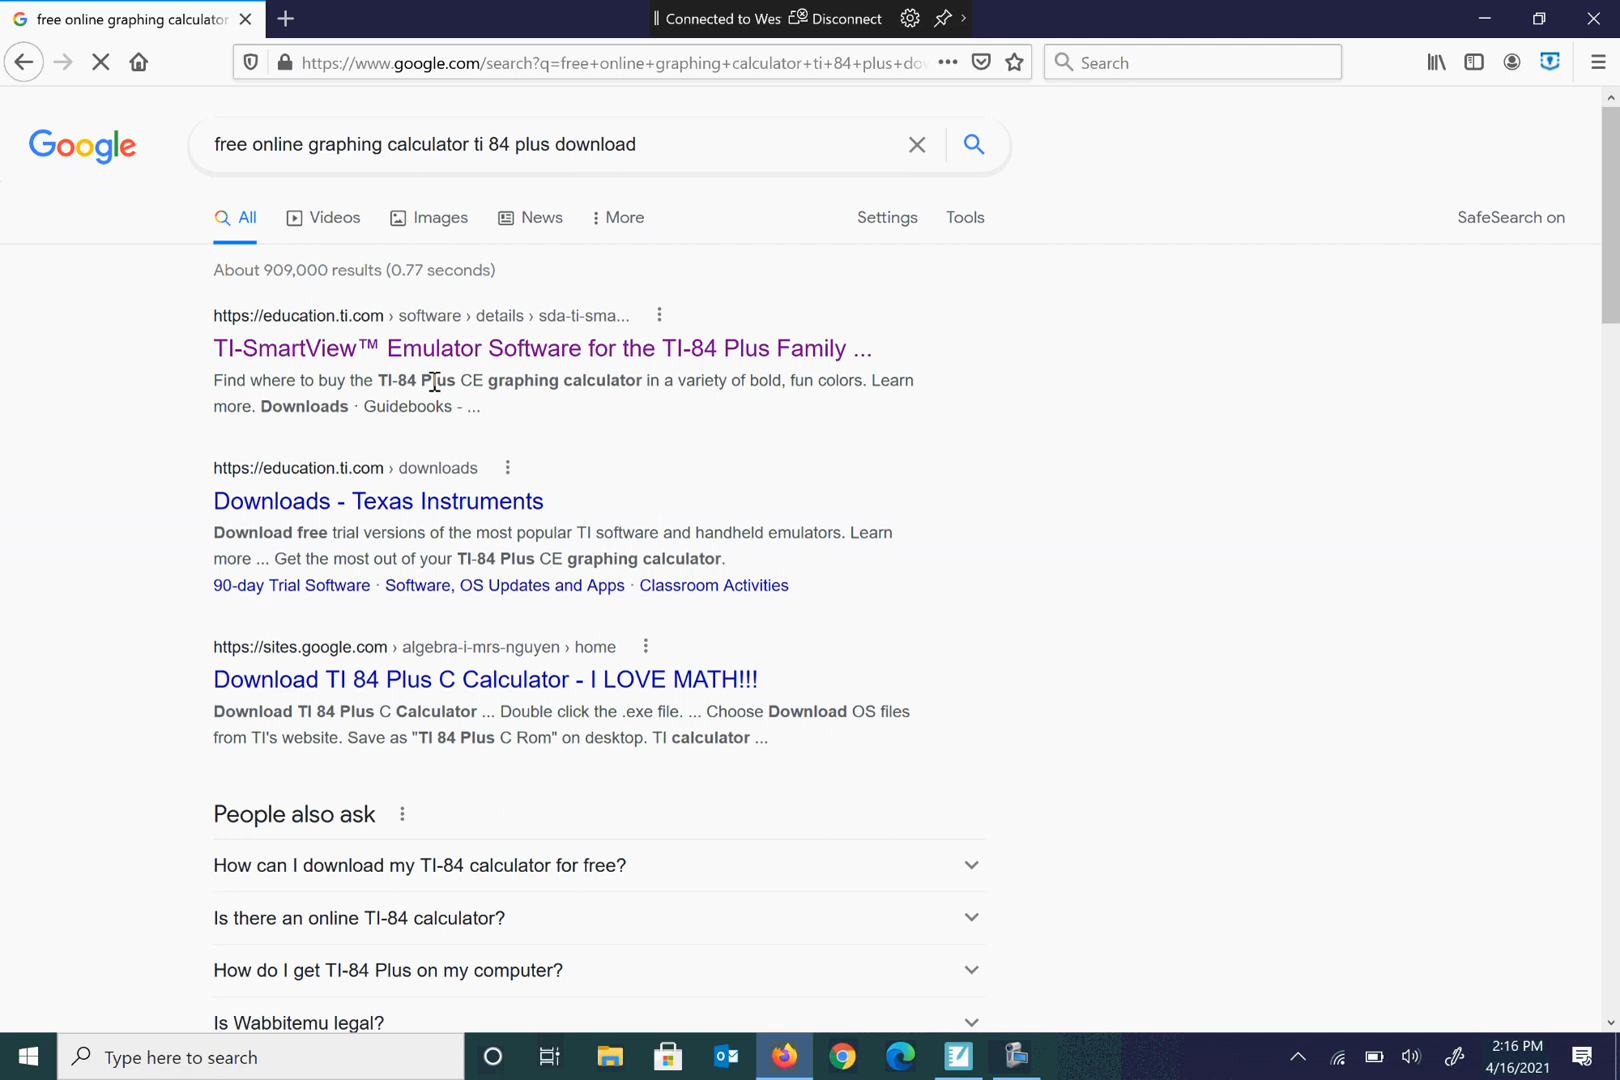 free online graphing calculator
Connected to Wes
Disconnect
https://www.google.com/search?q=free+online+graphing+calculator+ti+84+plus+do
Search
Google
free online graphing calculator ti 84 plus download
All
Videos
Images
News
More
Settings
Tools
SafeSearch on
About 909,000 results (0.77 seconds)
https://education.ti.com › software › details › sda-ti-sma...
TI-SmartView™ Emulator Software for the TI-84 Plus Family ...
Find where to buy the TI-84 Plus CE graphing calculator in a variety of bold, fun colors. Learn
more. Downloads · Guidebooks - ...
https://education.ti.com › downloads
Downloads - Texas Instruments
Download free trial versions of the most popular TI software and handheld emulators. Learn
more ... Get the most out of your TI-84 Plus CE graphing calculator.
90-day Trial Software · Software, OS Updates and Apps · Classroom Activities
https://sites.google.com › algebra-i-mrs-nguyen › home
Download TI 84 Plus C Calculator - I LOVE MATH!!!
Download TI 84 Plus C Calculator ... Double click the .exe file. ... Choose Download OS files
from TI's website. Save as "TI 84 Plus C Rom" on desktop. TI calculator ...
People also ask
How can I download my TI-84 calculator for free?
Is there an online TI-84 calculator?
How do I get TI-84 Plus on my computer?
Is Wabbitemu legal?
Type here to search
2:16 PM
4/16/2021